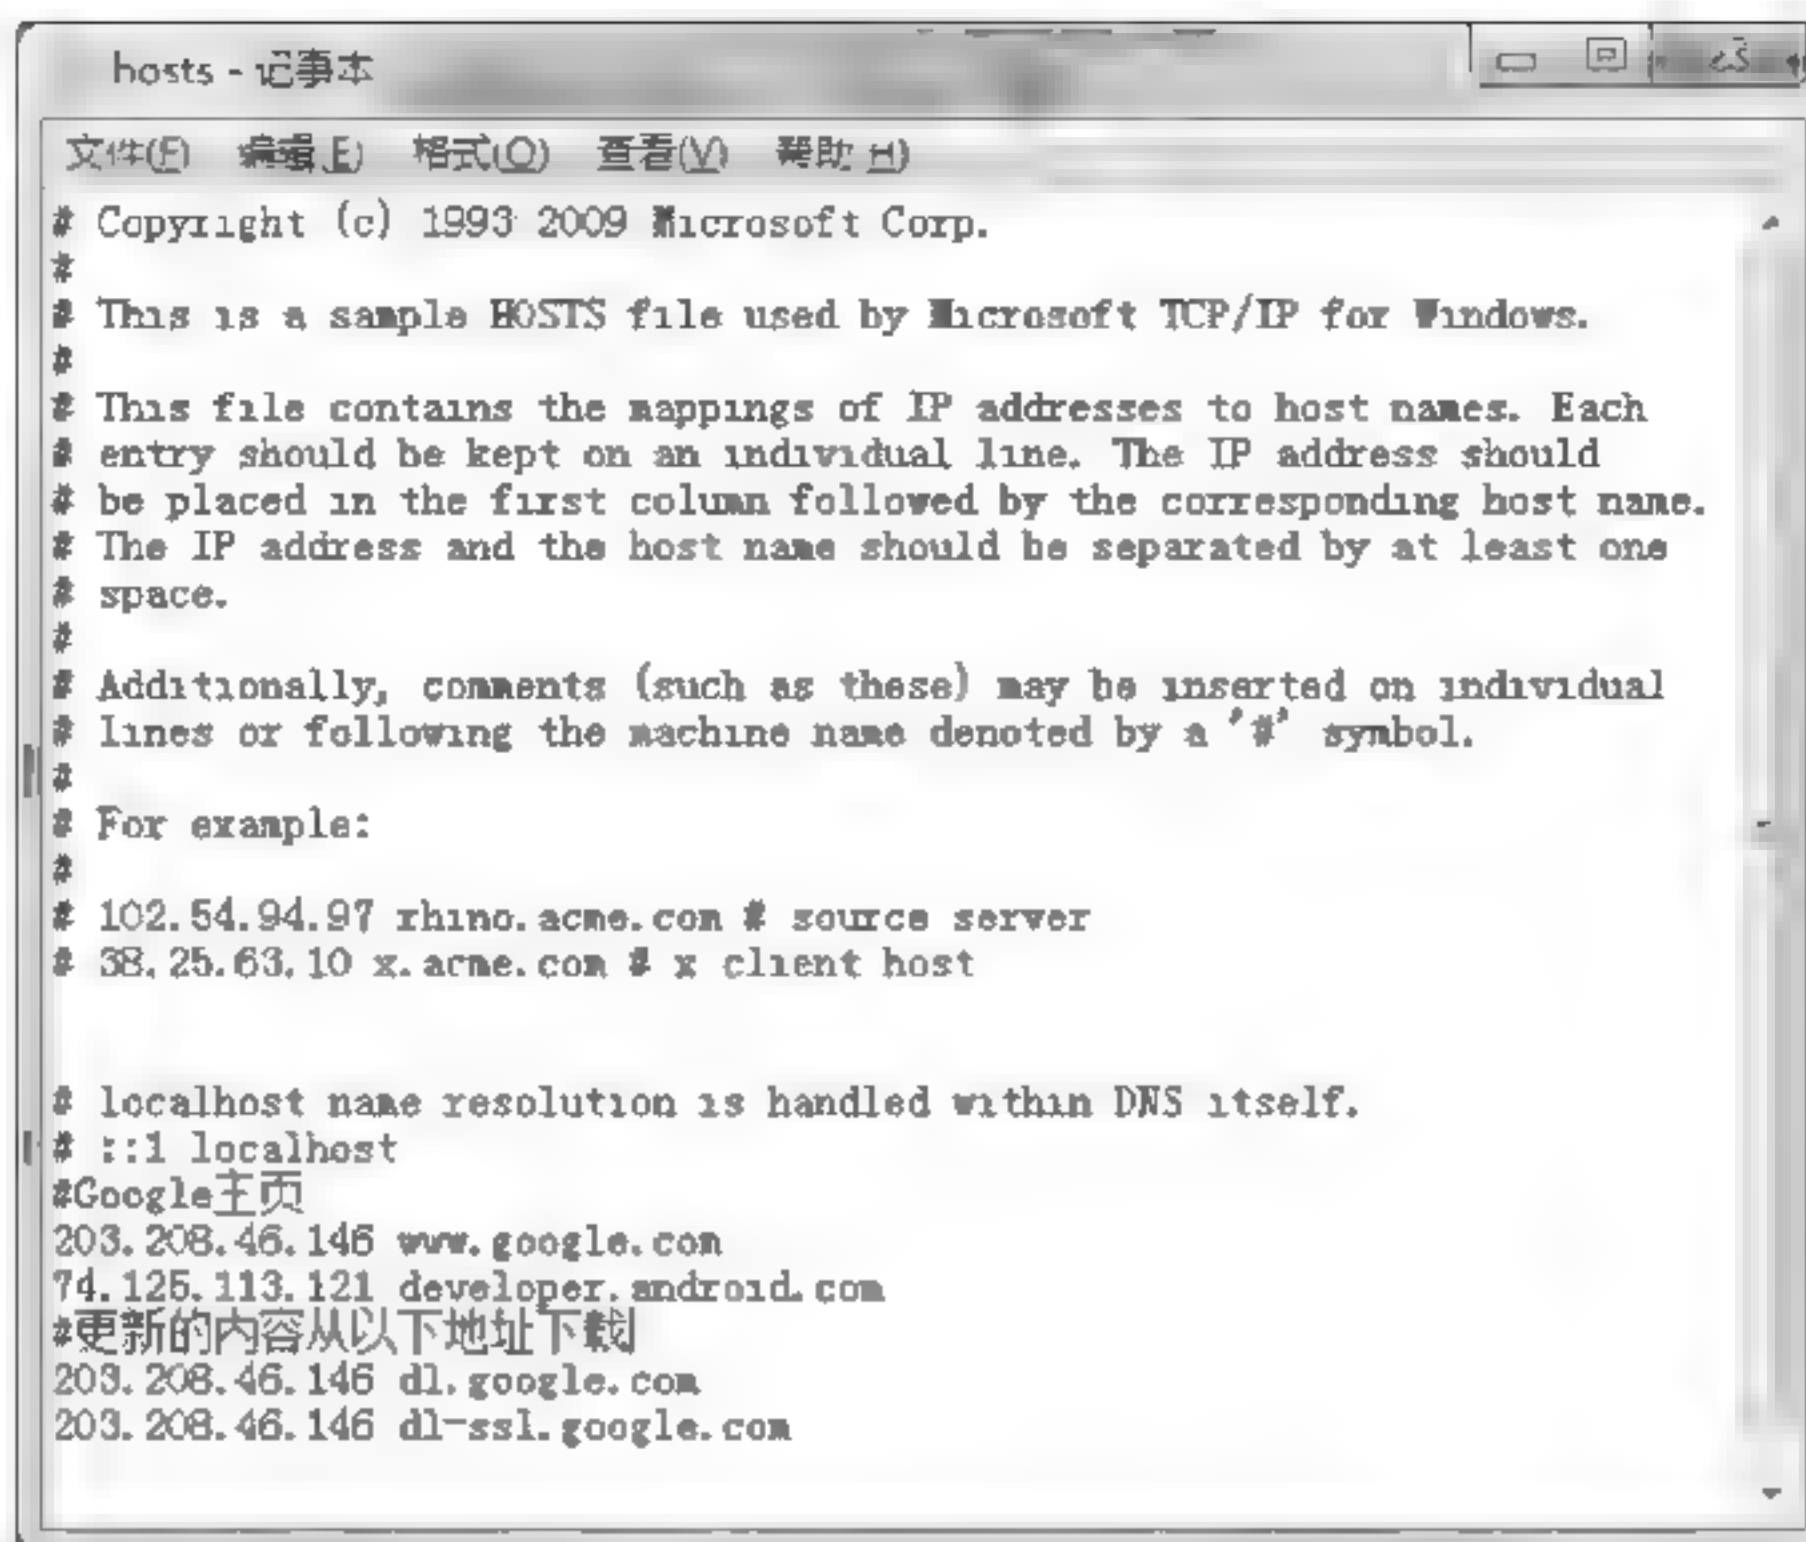 hosts - 记事本
文件(F) 编辑(E) 格式(O) 查看(V) 帮助(H)
# Copyright (c) 1993 2009 Microsoft Corp.
#
# This is a sample HOSTS file used by Microsoft TCP/IP for Windows.
#
# This file contains the mappings of IP addresses to host names. Each
# entry should be kept on an individual line. The IP address should
# be placed in the first column followed by the corresponding host name.
# The IP address and the host name should be separated by at least one
# space.
#
# Additionally, comments (such as these) may be inserted on individual
# lines or following the machine name denoted by a '#' symbol.
#
# For example:
#
# 102.54.94.97 rhino.acme.com # source server
# 38.25.63.10 x.acme.com # x client host
# localhost name resolution is handled within DNS itself.
# ::1 localhost
#Google主页
203.208.46.146 www.google.com
74.125.113.121 developer.android.com
#更新的内容从以下地址下载
203.208.46.146 dl.google.com
203.208.46.146 dl-ssl.google.com